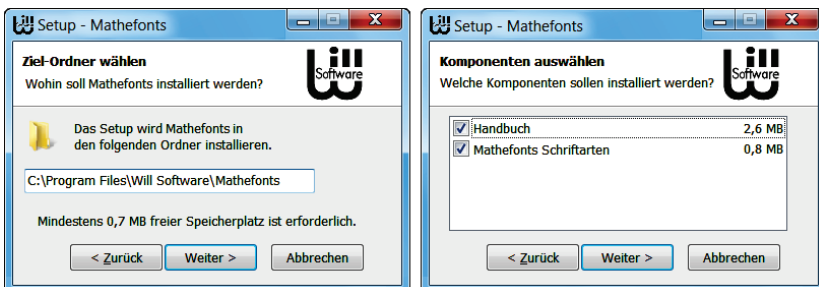 Setup - Mathefonts
Ziel-Ordner wählen
Wohin soll Mathefonts installiert werden?
Will
Software
Das Setup wird Mathefonts in
den folgenden Ordner installieren.
C:\Program Files\Will Software\Mathefonts
Mindestens 0,7 MB freier Speicherplatz ist erforderlich.
< Zurück
Weiter >
Abbrechen
Setup - Mathefonts
Komponenten auswählen
Welche Komponenten sollen installiert werden?
Will
Software
Handbuch 2,6 MB
Mathefonts Schriftarten 0,8 MB
< Zurück
Weiter >
Abbrechen